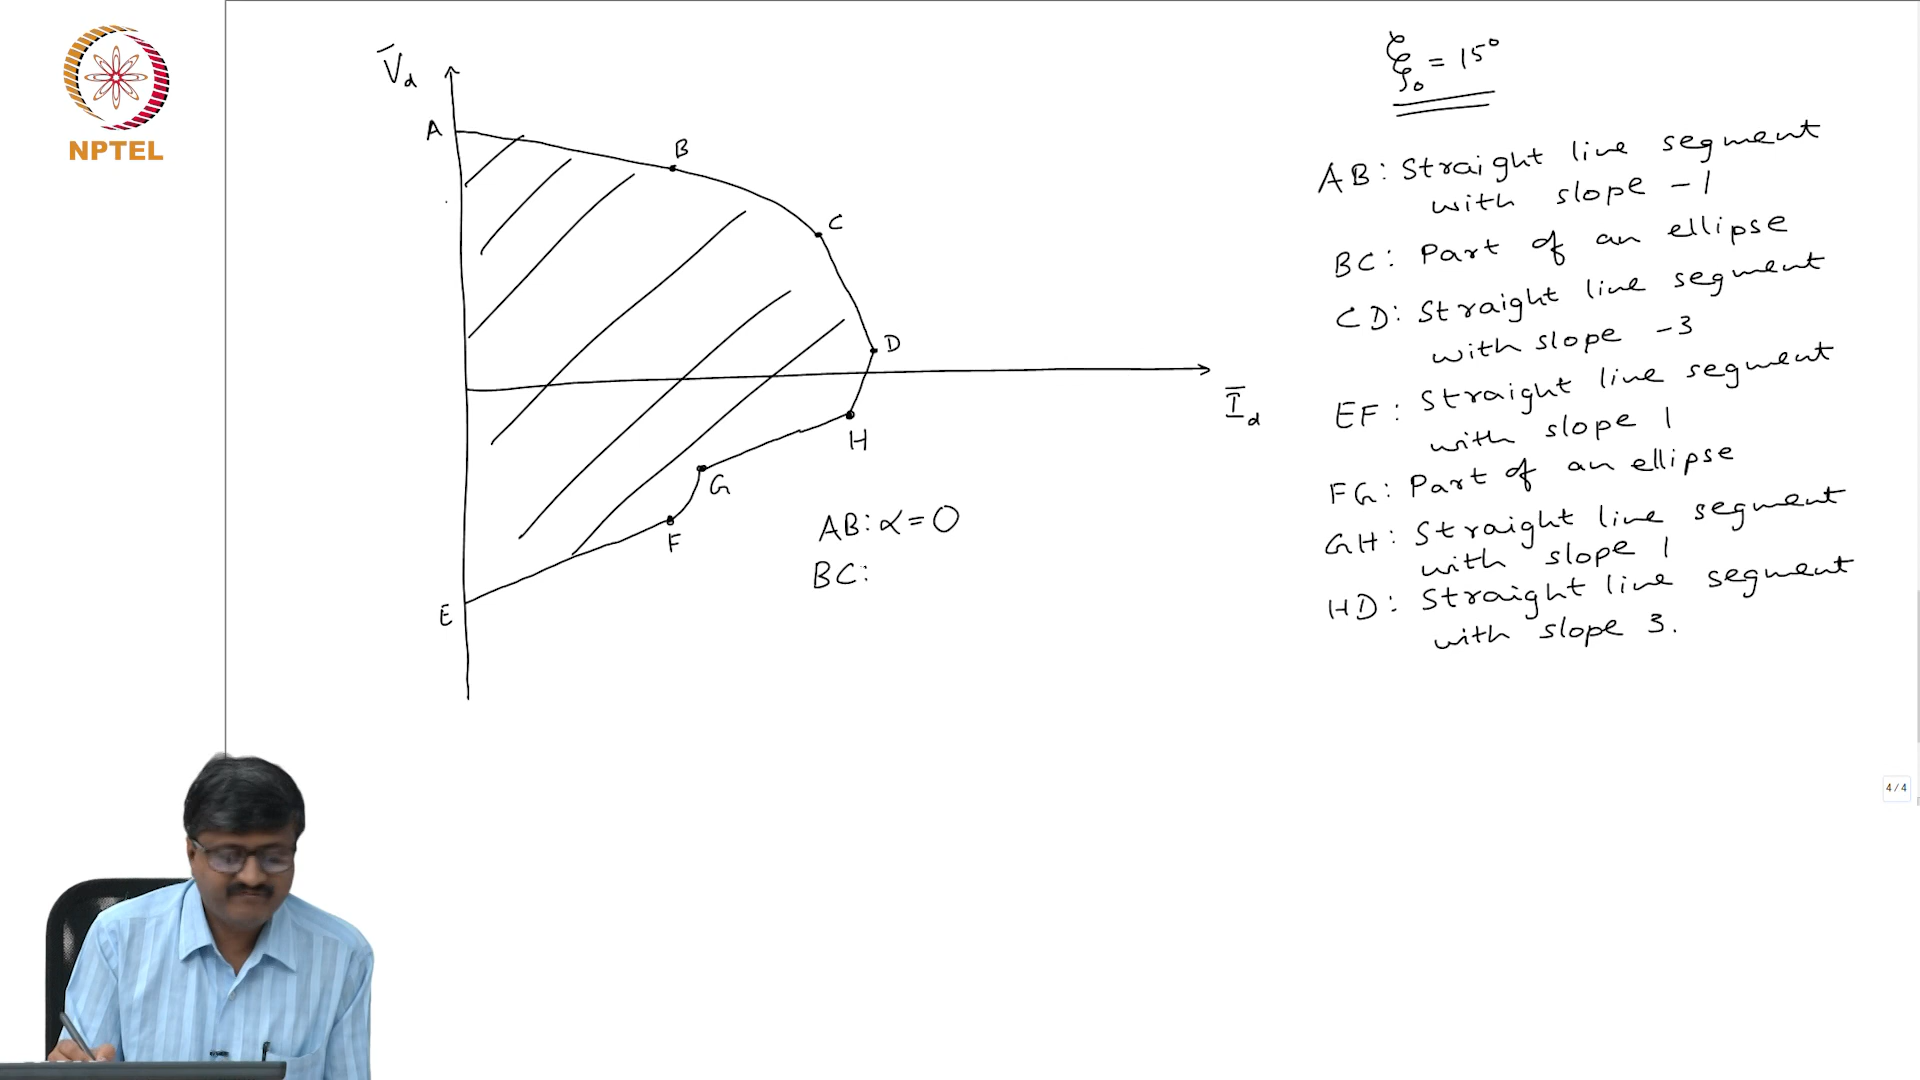 NPTEL
V̄d
A
B
C
D
Īd
H
G
F
E
AB: α = 0
BC:
ξ₀ = 15°
AB: Straight line segment
with slope -1
BC: Part of an ellipse
CD: Straight line segment
with slope -3
EF: Straight line segment
with slope 1
FG: Part of an ellipse
GH: Straight line segment
with slope 1
HD: Straight line segment
with slope 3.
4/4